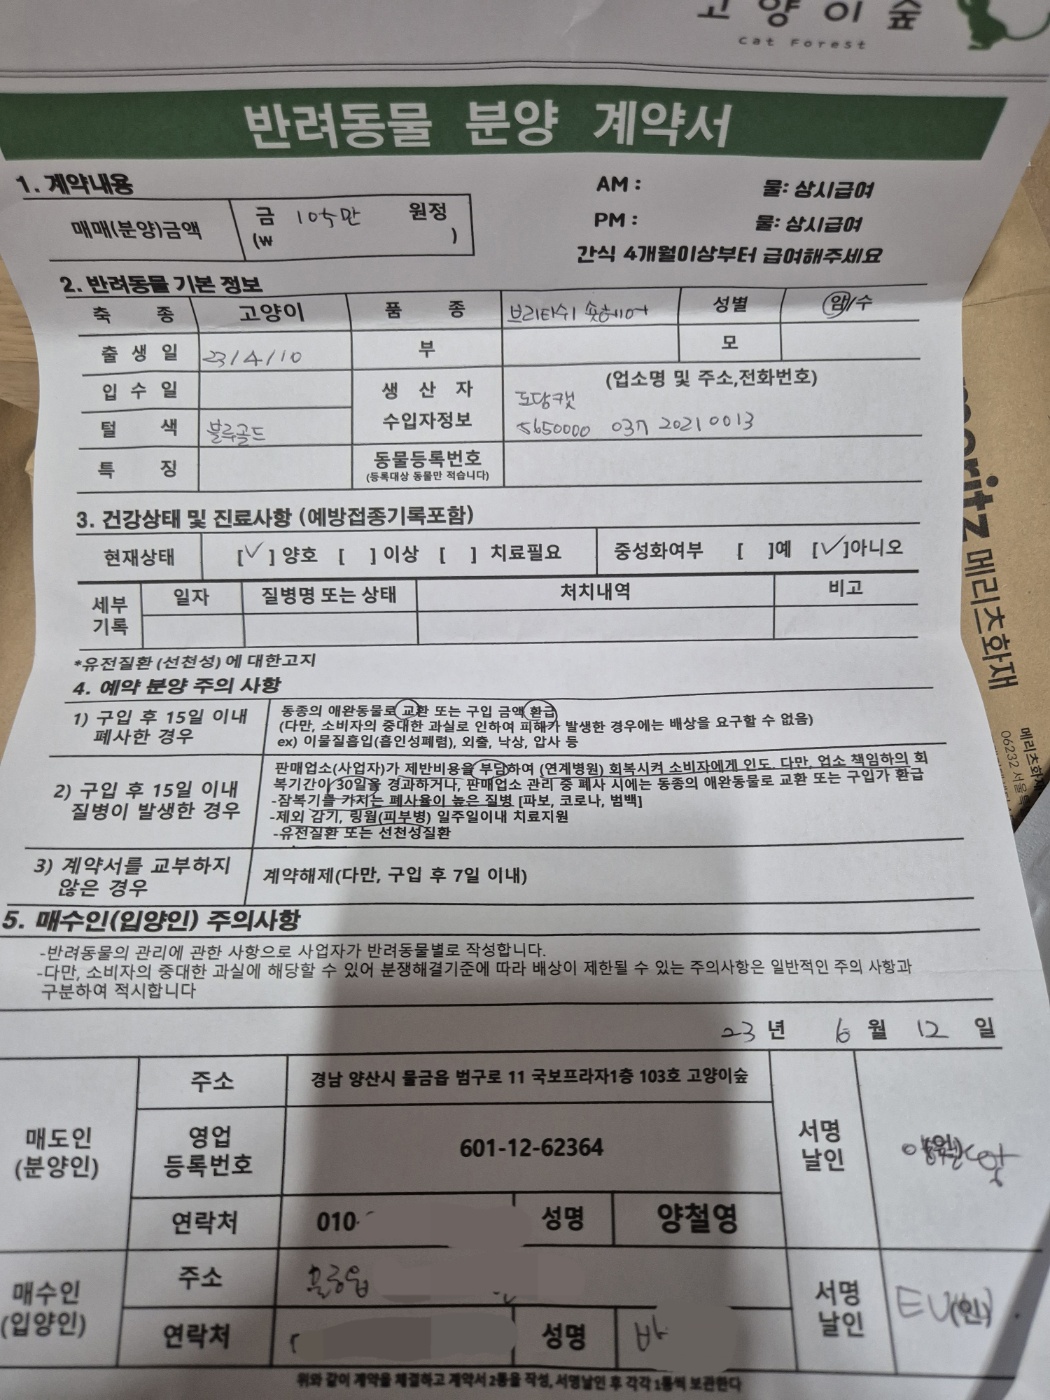 고양이숲
Cat Forest
반려동물 분양 계약서
1. 계약내용
매매(분양)금액 금 105만 원정
(₩ )
AM : 물: 상시급여
PM : 물: 상시급여
간식 4개월이상부터 급여해주세요
2. 반려동물 기본 정보
축 종 고양이 품 종 브리티쉬 숏헤어 성별 암/수
출 생 일 23/4/10 부 모
입 수 일 생 산 자 (업소명 및 주소,전화번호)
도담캣
털 색 블루골드 수입자정보 5650000 037 2021 0013
특 징 동물등록번호
(등록대상 동물만 적습니다)
3. 건강상태 및 진료사항 (예방접종기록포함)
현재상태 [✓] 양호 [ ] 이상 [ ] 치료필요 중성화여부 [ ]예 [✓]아니오
세부 기록 일자 질병명 또는 상태 처치내역 비고
*유전질환(선천성)에 대한고지
4. 예약 분양 주의 사항
1) 구입 후 15일 이내
폐사한 경우
동종의 애완동물로 교환 또는 구입 금액 환급
(다만, 소비자의 중대한 과실로 인하여 피해가 발생한 경우에는 배상을 요구할 수 없음)
ex) 이물질흡입(흡인성폐렴), 외출, 낙상, 압사 등
2) 구입 후 15일 이내
질병이 발생한 경우
판매업소(사업자)가 제반비용을 부담하여 (연계병원) 회복시켜 소비자에게 인도. 다만, 업소 책임하의 회
복기간이 30일을 경과하거나, 판매업소 관리 중 폐사 시에는 동종의 애완동물로 교환 또는 구입가 환급
-잠복기를 가지는 폐사율이 높은 질병 [파보, 코로나, 범백]
-제외 감기, 링웜(피부병) 일주일이내 치료지원
-유전질환 또는 선천성질환
3) 계약서를 교부하지
않은 경우
계약해제(다만, 구입 후 7일 이내)
5. 매수인(입양인) 주의사항
-반려동물의 관리에 관한 사항으로 사업자가 반려동물별로 작성합니다.
-다만, 소비자의 중대한 과실에 해당할 수 있어 분쟁해결기준에 따라 배상이 제한될 수 있는 주의사항은 일반적인 주의 사항과
구분하여 적시합니다
23 년 6 월 12 일
매도인
(분양인)
주소 경남 양산시 물금읍 범구로 11 국보프라자1층 103호 고양이숲
영업
등록번호 601-12-62364
연락처 010- 성명 양철영
서명
날인
매수인
(입양인)
주소 물금읍
연락처 성명 박
서명
날인 (인)
위와 같이 계약을 체결하고 계약서 2통을 작성, 서명날인 후 각각 1통씩 보관한다
meritz 메리츠화재
메리츠화재
06232 서울특